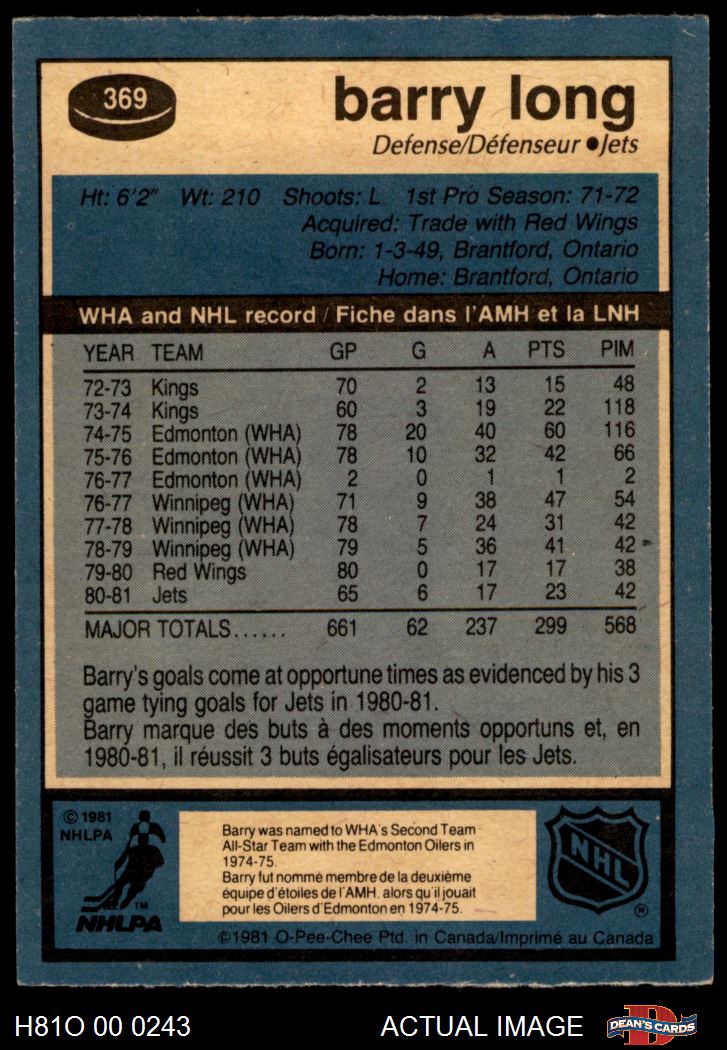 369
barry long
Defense/Défenseur ●Jets
Ht: 6'2" Wt: 210 Shoots: L 1st Pro Season: 71-72
Acquired: Trade with Red Wings
Born: 1-3-49, Brantford, Ontario
Home: Brantford, Ontario
WHA and NHL record / Fiche dans l'AMH et la LNH
YEAR TEAM GP G A PTS PIM
72-73 Kings 70 2 13 15 48
73-74 Kings 60 3 19 22 118
74-75 Edmonton (WHA) 78 20 40 60 116
75-76 Edmonton (WHA) 78 10 32 42 66
76-77 Edmonton (WHA) 2 0 1 1 2
76-77 Winnipeg (WHA) 71 9 38 47 54
77-78 Winnipeg (WHA) 78 7 24 31 42
78-79 Winnipeg (WHA) 79 5 36 41 42
79-80 Red Wings 80 0 17 17 38
80-81 Jets 65 6 17 23 42
MAJOR TOTALS...... 661 62 237 299 568
Barry's goals come at opportune times as evidenced by his 3
game tying goals for Jets in 1980-81.
Barry marque des buts à des moments opportuns et, en
1980-81, il réussit 3 buts égalisateurs pour les Jets.
© 1981
NHLPA
TM
NHLPA
Barry was named to WHA's Second Team
All-Star Team with the Edmonton Oilers in
1974-75.
Barry fut nommé membre de la deuxième
équipe d'étoiles de l'AMH, alors qu'il jouait
pour les Oilers d'Edmonton en 1974-75.
NHL
®
©1981 O-Pee-Chee Ptd. in Canada/Imprimé au Canada
H81O 00 0243 ACTUAL IMAGE
DEAN'S CARDS